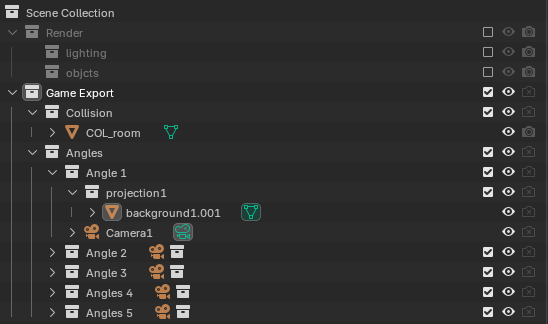 Scene Collection
Render
lighting
objcts
Game Export
Collision
COL_room
Angles
Angle 1
projection1
background1.001
Camera1
Angle 2
Angle 3
Angles 4
Angles 5